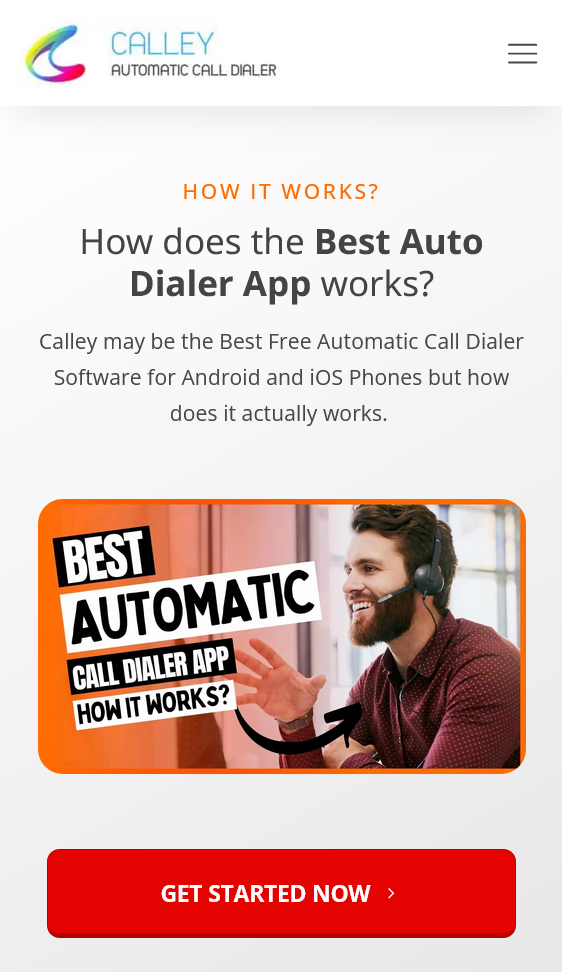 CALLEY
AUTOMATIC CALL DIALER
HOW IT WORKS?
How does the Best Auto
Dialer App works?
Calley may be the Best Free Automatic Call Dialer
Software for Android and iOS Phones but how
does it actually works.
BEST
AUTOMATIC
CALL DIALER APP
HOW IT WORKS?
GET STARTED NOW